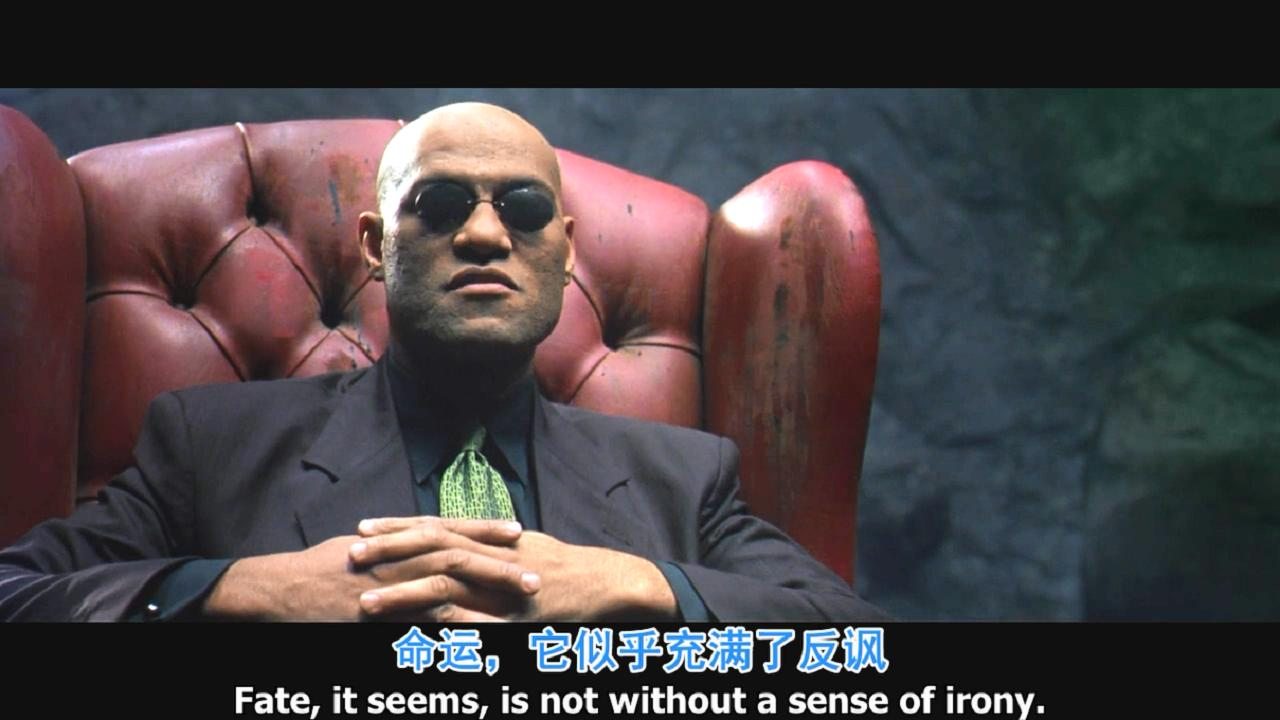 命运，它似乎充满了反讽
Fate, it seems, is not without a sense of irony.